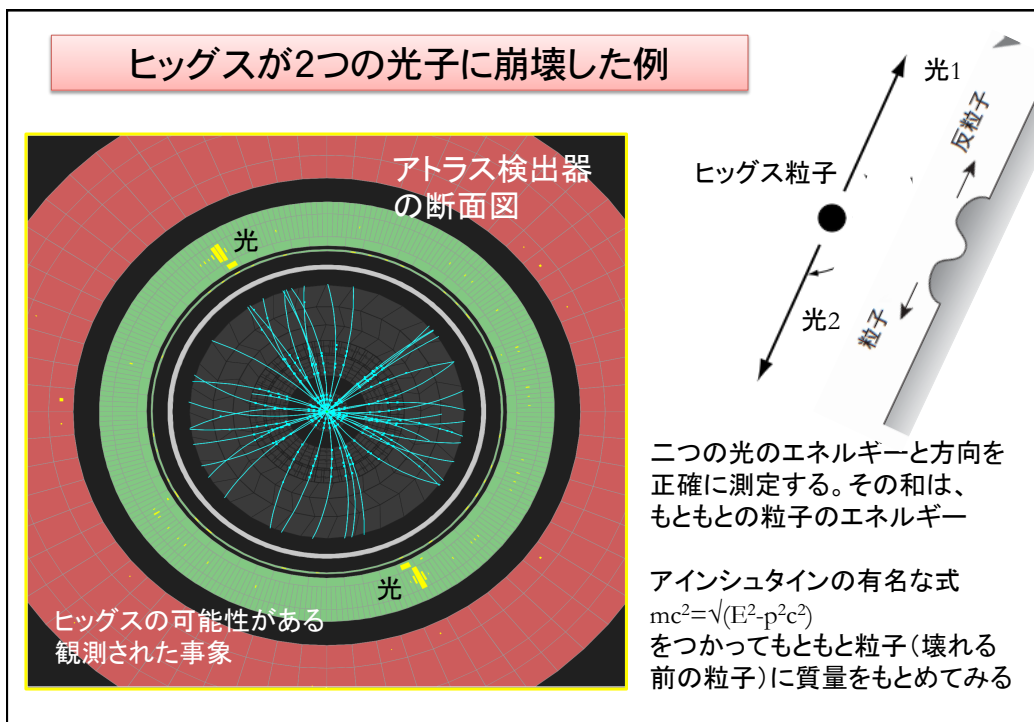 ヒッグスが2つの光子に崩壊した例
アトラス検出器
の断面図
光
光
ヒッグスの可能性がある
観測された事象
光1
反粒子
ヒッグス粒子
光2
粒子
二つの光のエネルギーと方向を
正確に測定する。その和は、
もともとの粒子のエネルギー
アインシュタインの有名な式
mc²=√(E²-p²c²)
をつかってもともと粒子(壊れる
前の粒子)に質量をもとめてみる